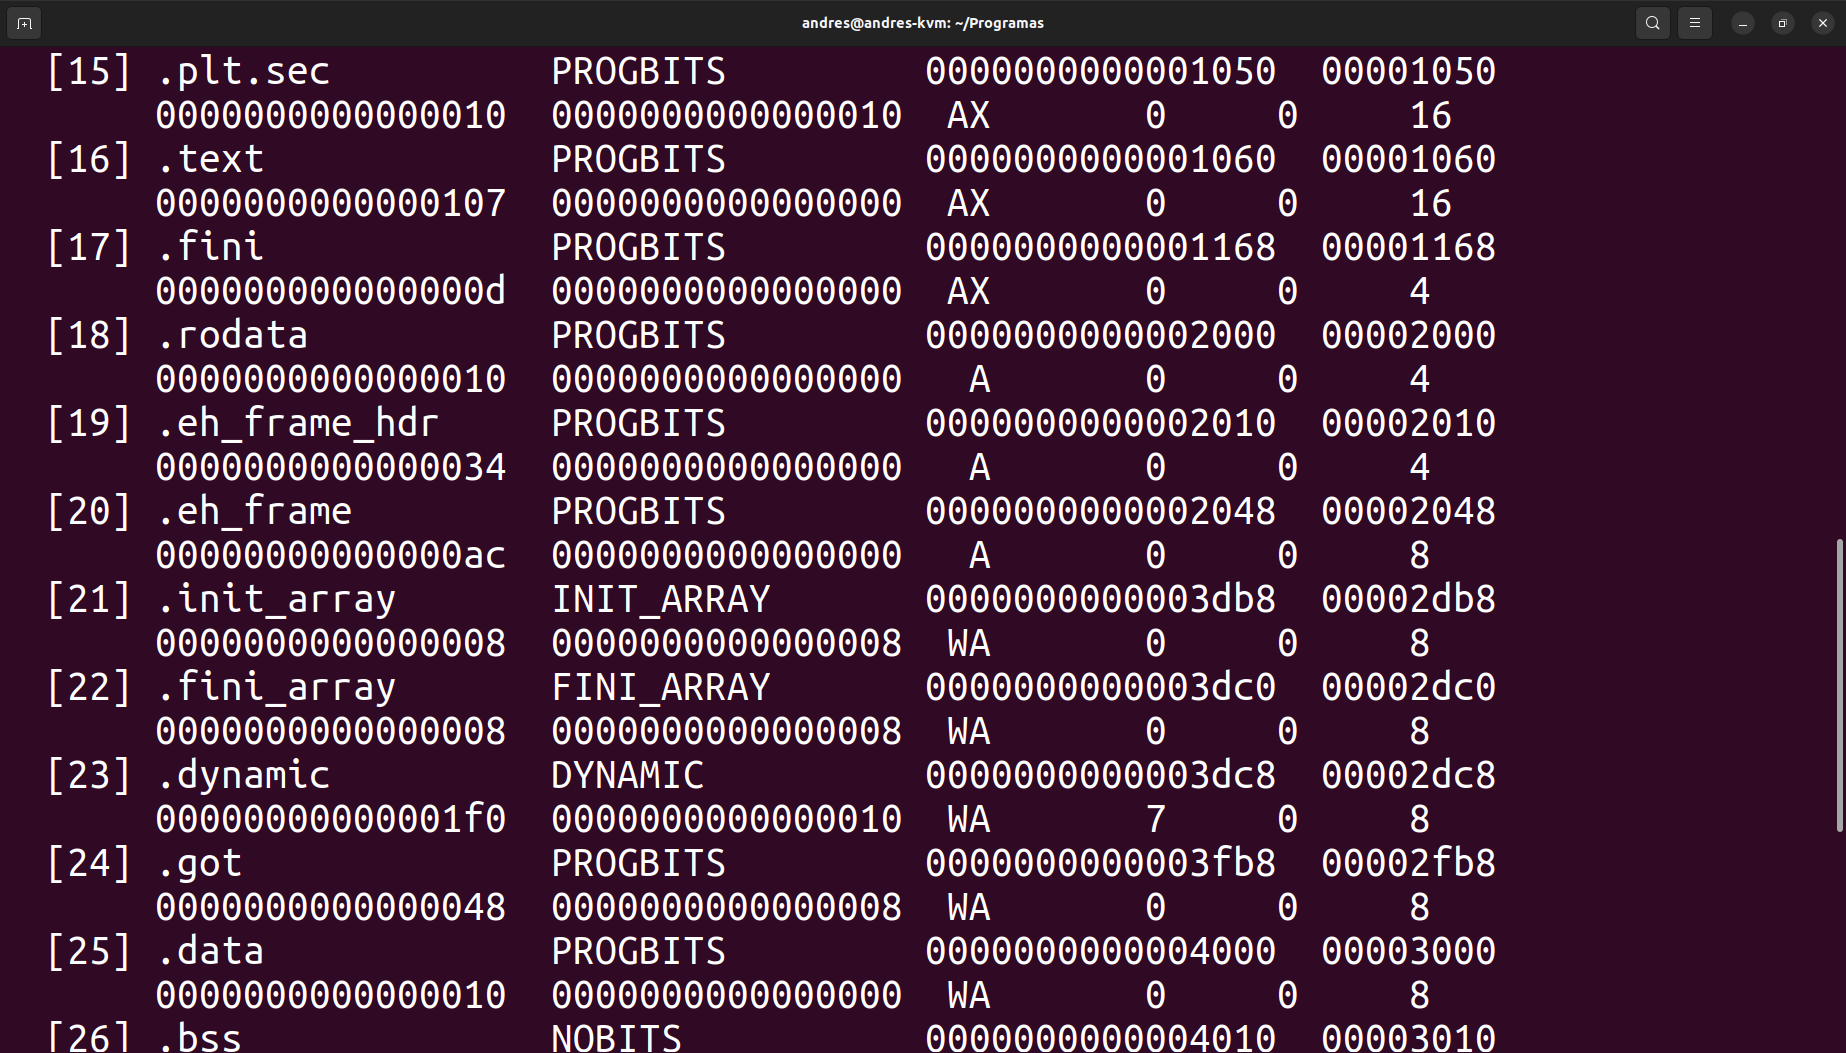 andres@andres-kvm: ~/Programas
[15] .plt.sec PROGBITS 0000000000001050 00001050
0000000000000010 0000000000000010 AX 0 0 16
[16] .text PROGBITS 0000000000001060 00001060
0000000000000107 0000000000000000 AX 0 0 16
[17] .fini PROGBITS 0000000000001168 00001168
000000000000000d 0000000000000000 AX 0 0 4
[18] .rodata PROGBITS 0000000000002000 00002000
0000000000000010 0000000000000000 A 0 0 4
[19] .eh_frame_hdr PROGBITS 0000000000002010 00002010
0000000000000034 0000000000000000 A 0 0 4
[20] .eh_frame PROGBITS 0000000000002048 00002048
00000000000000ac 0000000000000000 A 0 0 8
[21] .init_array INIT_ARRAY 0000000000003db8 00002db8
0000000000000008 0000000000000008 WA 0 0 8
[22] .fini_array FINI_ARRAY 0000000000003dc0 00002dc0
0000000000000008 0000000000000008 WA 0 0 8
[23] .dynamic DYNAMIC 0000000000003dc8 00002dc8
00000000000001f0 0000000000000010 WA 7 0 8
[24] .got PROGBITS 0000000000003fb8 00002fb8
0000000000000048 0000000000000008 WA 0 0 8
[25] .data PROGBITS 0000000000004000 00003000
0000000000000010 0000000000000000 WA 0 0 8
[26] .bss NOBITS 0000000000004010 00003010